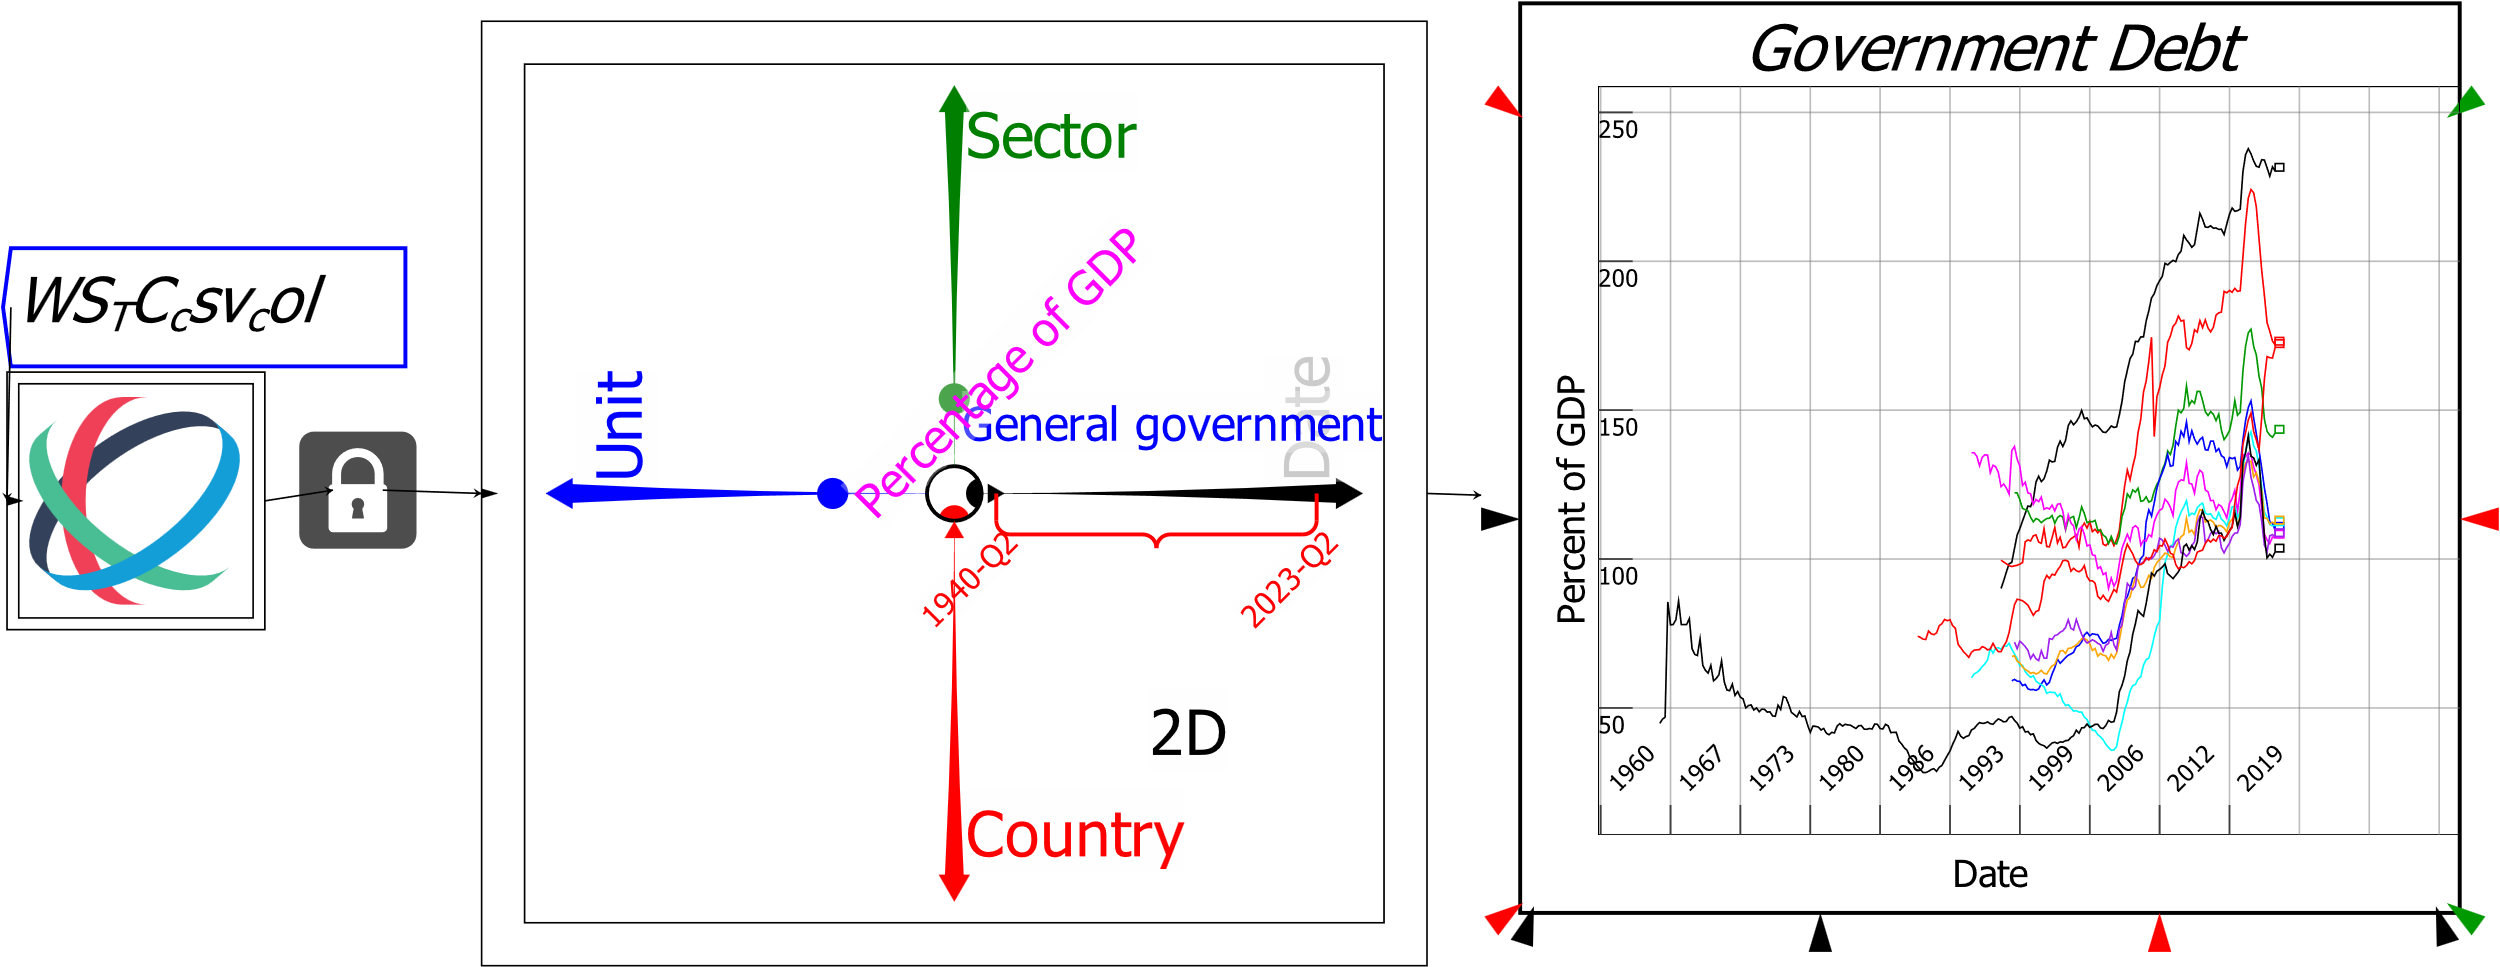 WS_TC_csv_col
Sector
Unit
Percentage of GDP
General government
Date
1940-Q2
2023-Q2
2D
Country
Government Debt
Percent of GDP
250
200
150
100
50
1960
1967
1973
1980
1986
1993
1999
2006
2012
2019
Date